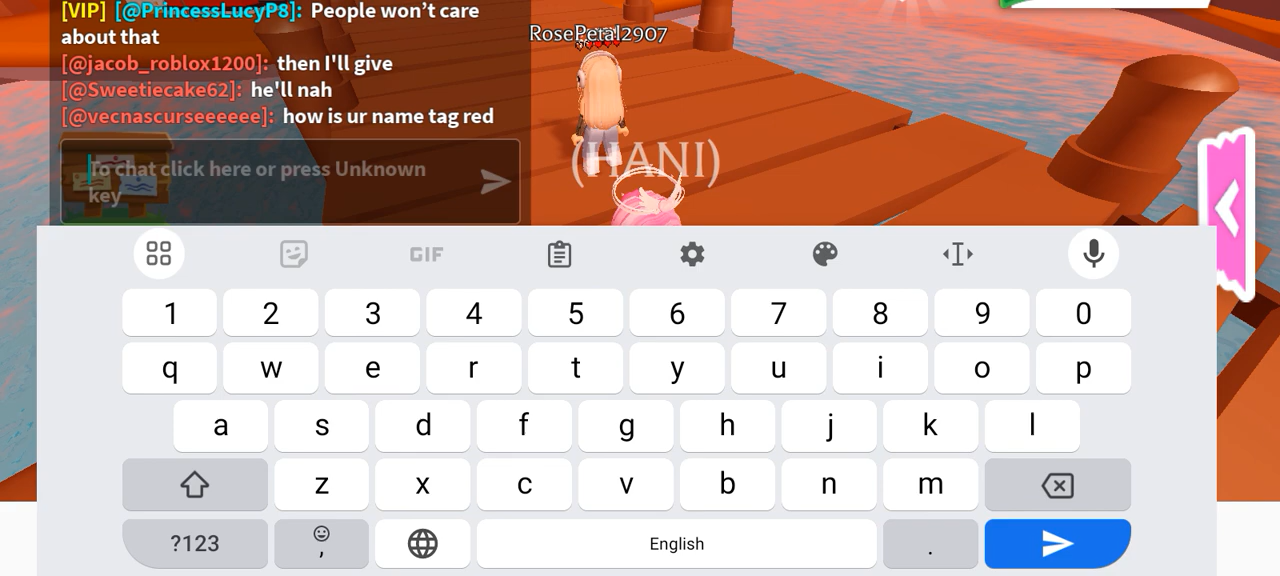 [VIP] [@PrincessLucyP8]: People won't care
about that
[@jacob_roblox1200]: then I'll give
[@Sweetiecake62]: he'll nah
[@vecnascurseeeeee]: how is ur name tag red
To chat click here or press Unknown
key
RosePetal2907
(HANI)
GIF
1 2 3 4 5 6 7 8 9 0
q w e r t y u i o p
a s d f g h j k l
z x c v b n m
?123 , English .